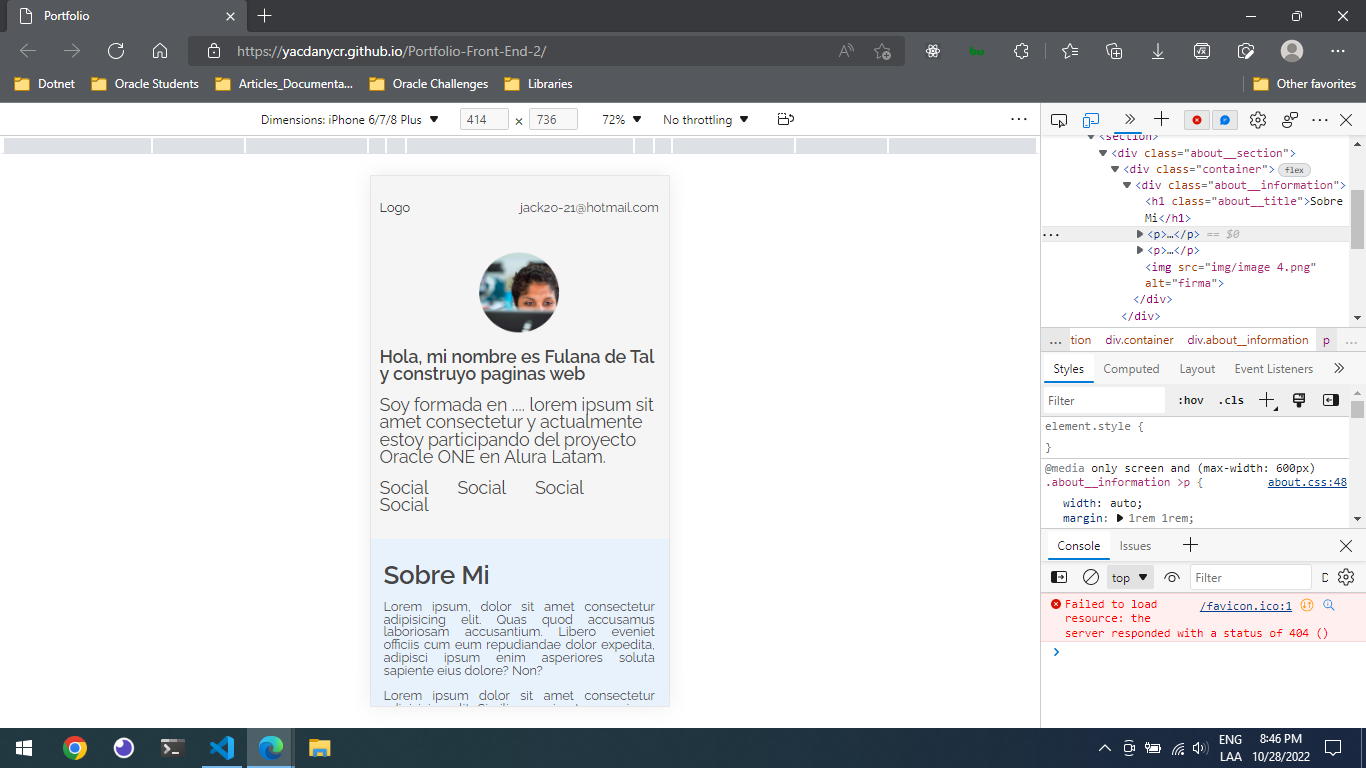 Portfolio
https://yacdanycr.github.io/Portfolio-Front-End-2/
Dotnet
Oracle Students
Articles_Documenta...
Oracle Challenges
Libraries
Other favorites
Dimensions: iPhone 6/7/8 Plus
414
736
72%
No throttling
Logo
jack20-21@hotmail.com
Hola, mi nombre es Fulana de Tal
y construyo paginas web
Soy formada en .... lorem ipsum sit
amet consectetur y actualmente
estoy participando del proyecto
Oracle ONE en Alura Latam.
Social Social Social
Social
Sobre Mi
Lorem ipsum, dolor sit amet consectetur
adipisicing elit. Quas quod accusamus
laboriosam accusantium. Libero eveniet
officiis cum eum repudiandae dolor expedita,
adipisci ipsum enim asperiores soluta
sapiente eius dolore? Non?
Lorem ipsum dolor sit amet consectetur
<section>
<div class="about__section">
<div class="container"> flex
<div class="about__information">
<h1 class="about__title">Sobre
Mi</h1>
... <p>…</p> == $0
<p>…</p>
<img src="img/image 4.png"
alt="firma">
</div>
</div>
... tion div.container div.about__information p ...
Styles Computed Layout Event Listeners
Filter :hov .cls
element.style {
}
@media only screen and (max-width: 600px)
.about__information >p { about.css:48
width: auto;
margin: 1rem 1rem;
Console Issues
top Filter D
Failed to load /favicon.ico:1
resource: the
server responded with a status of 404 ()
ENG
LAA
8:46 PM
10/28/2022